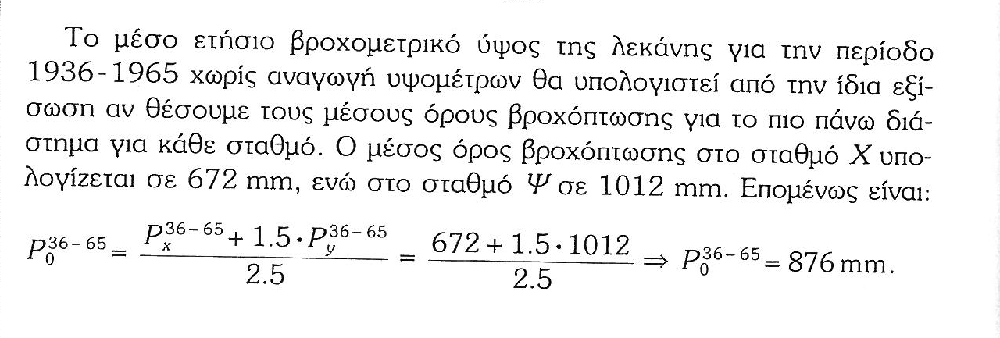 Το μέσο ετήσιο βροχομετρικό ύψος της λεκάνης για την περίοδο
1936-1965 χωρίς αναγωγή υψομέτρων θα υπολογιστεί από την ίδια εξί-
σωση αν θέσουμε τους μέσους όρους βροχόπτωσης για το πιο πάνω διά-
στημα για κάθε σταθμό. Ο μέσος όρος βροχόπτωσης στο σταθμό X υπο-
λογίζεται σε 672 mm, ενώ στο σταθμό Ψ σε 1012 mm. Επομένως είναι:
P_0^{36-65} = \frac{P_x^{36-65} + 1.5 \cdot P_y^{36-65}}{2.5} = \frac{672 + 1.5 \cdot 1012}{2.5} ⇒ P_0^{36-65} = 876 mm.